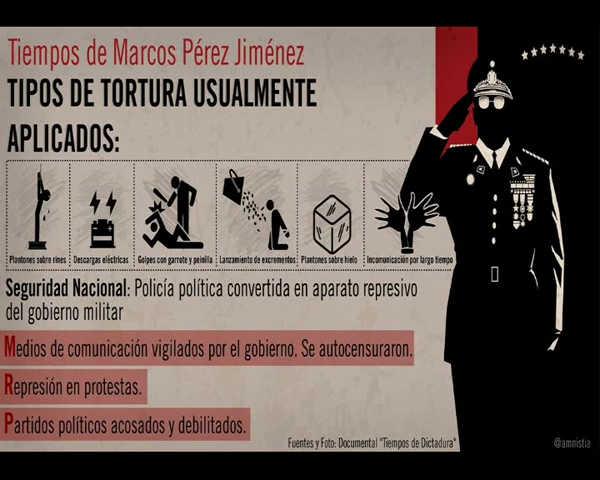 Tiempos de Marcos Pérez Jiménez
TIPOS DE TORTURA USUALMENTE
APLICADOS:
Plantones sobre rines
Descargas eléctricas
Golpes con garrote y peinilla
Lanzamiento de excrementos
Plantones sobre hielo
Incomunicación por largo tiempo
Seguridad Nacional: Policía política convertida en aparato represivo
del gobierno militar
Medios de comunicación vigilados por el gobierno. Se autocensuraron.
Represión en protestas.
Partidos políticos acosados y debilitados.
Fuentes y Foto: Documental "Tiempos de Dictadura"
@amnistia